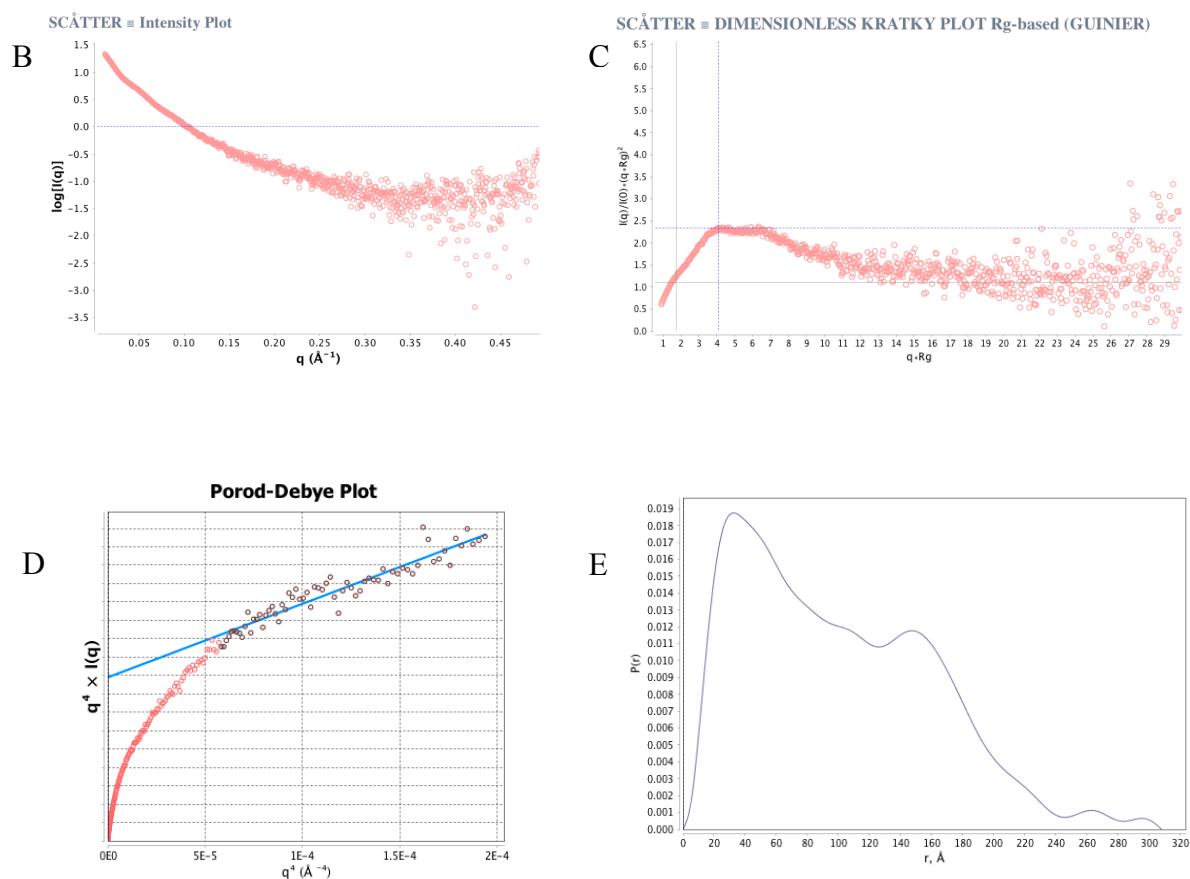 SCÅTTER ≡ Intensity Plot
B
1.5
1.0
0.5
0.0
−0.5
−1.0
−1.5
−2.0
−2.5
−3.0
−3.5
log[I(q)]
0.05 0.10 0.15 0.20 0.25 0.30 0.35 0.40 0.45
q (Å⁻¹)
SCÅTTER ≡ DIMENSIONLESS KRATKY PLOT Rg-based (GUINIER)
C
6.5
6.0
5.5
5.0
4.5
4.0
3.5
3.0
2.5
2.0
1.5
1.0
0.5
0.0
I(q)/I(0)*(q*Rg)²
1 2 3 4 5 6 7 8 9 10 11 12 13 14 15 16 17 18 19 20 21 22 23 24 25 26 27 28 29
q*Rg
D
Porod-Debye Plot
q⁴ × I(q)
0E0 5E-5 1E-4 1.5E-4 2E-4
q⁴ (Å⁻⁴)
E
0.019
0.018
0.017
0.016
0.015
0.014
0.013
0.012
0.011
0.010
0.009
0.008
0.007
0.006
0.005
0.004
0.003
0.002
0.001
0.000
P(r)
0 20 40 60 80 100 120 140 160 180 200 220 240 260 280 300 320
r, Å